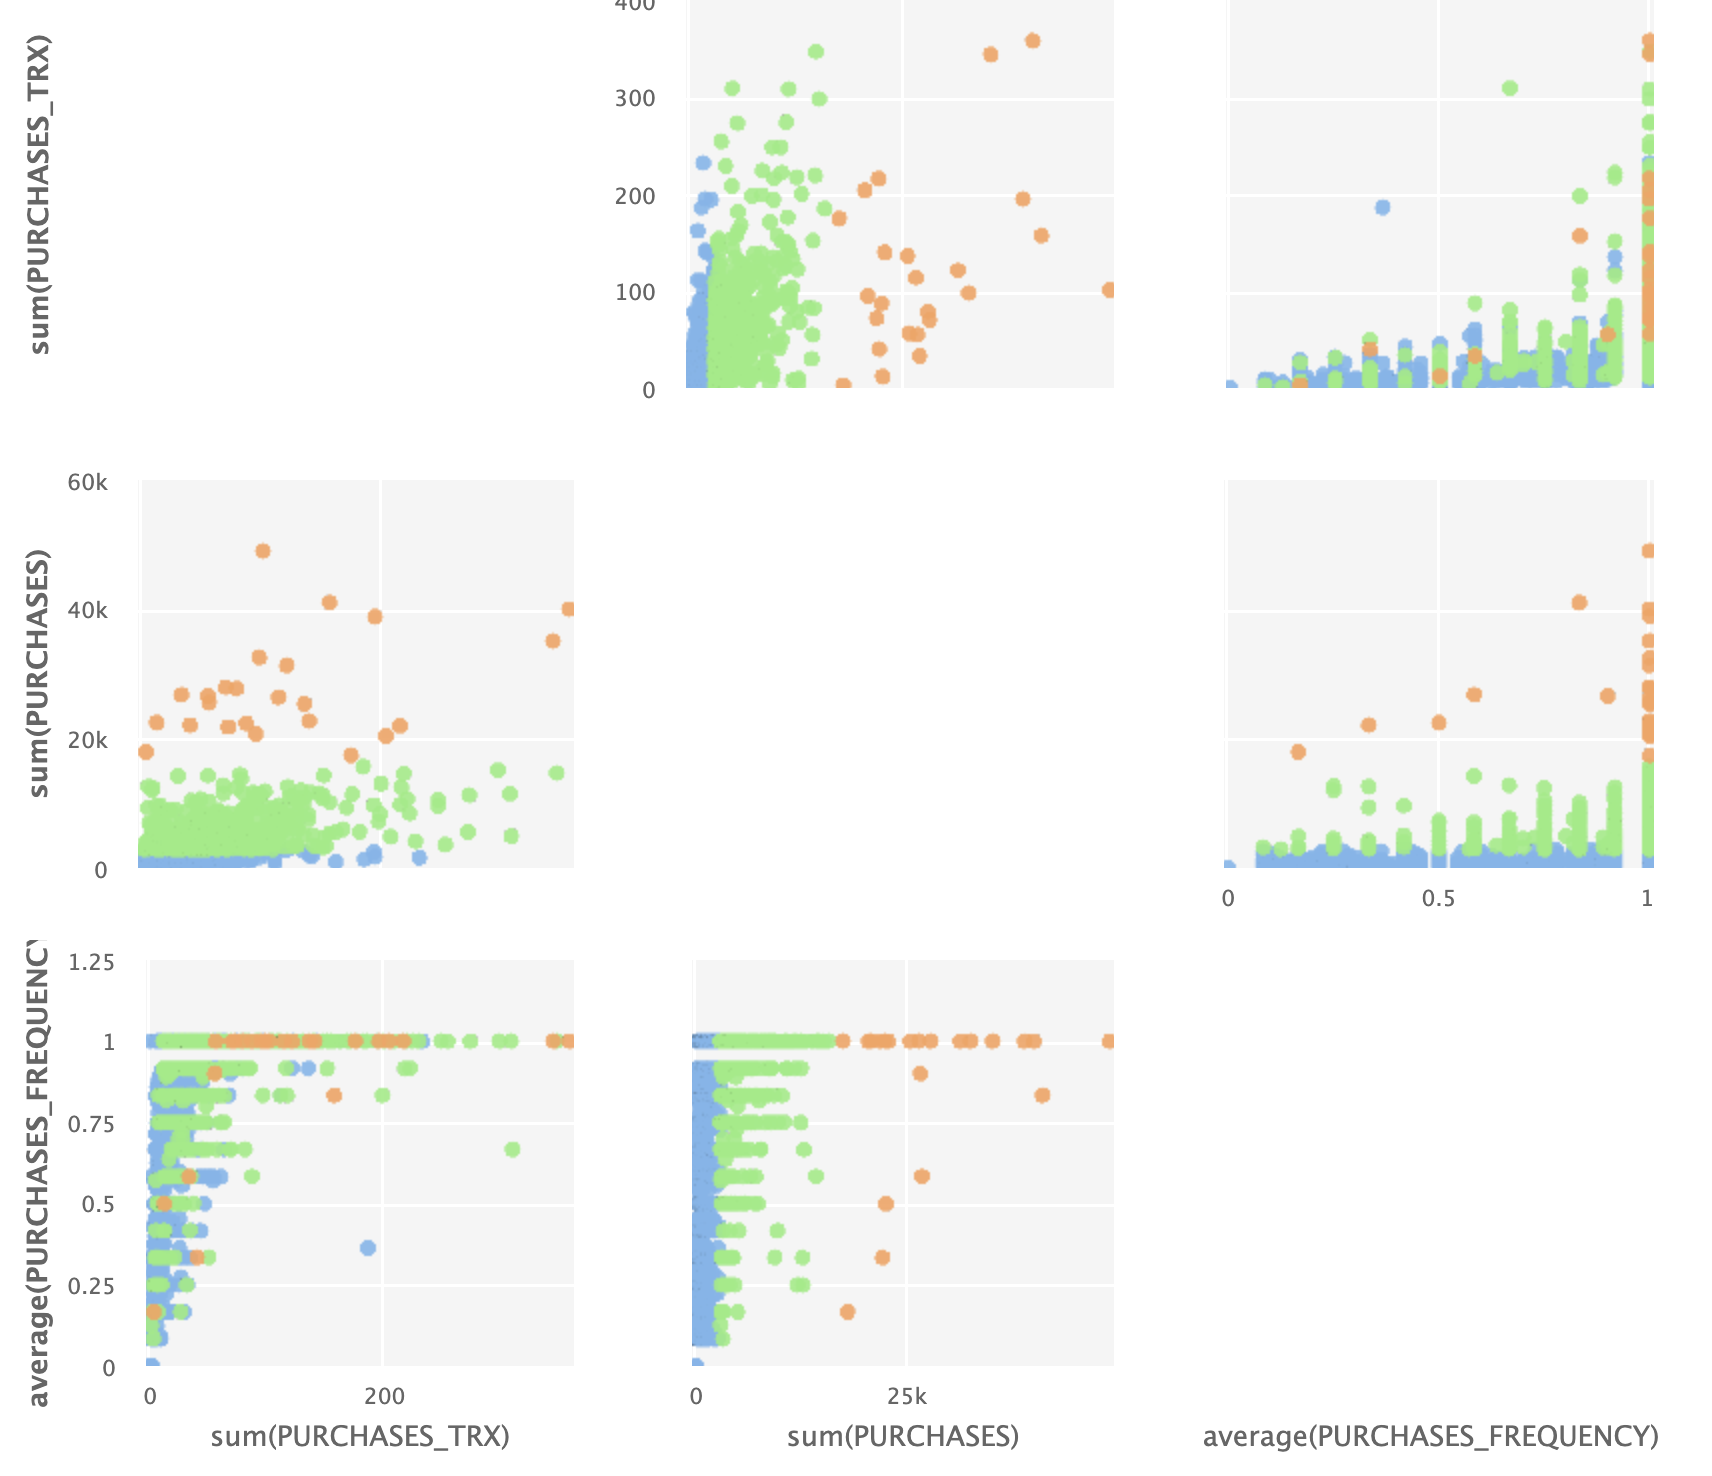 sum(PURCHASES_TRX)
400
300
200
100
0
sum(PURCHASES)
60k
40k
20k
0
0 0.5 1
average(PURCHASES_FREQUENCY
1.25
1
0.75
0.5
0.25
0
0 200
0 25k
sum(PURCHASES_TRX)
sum(PURCHASES)
average(PURCHASES_FREQUENCY)